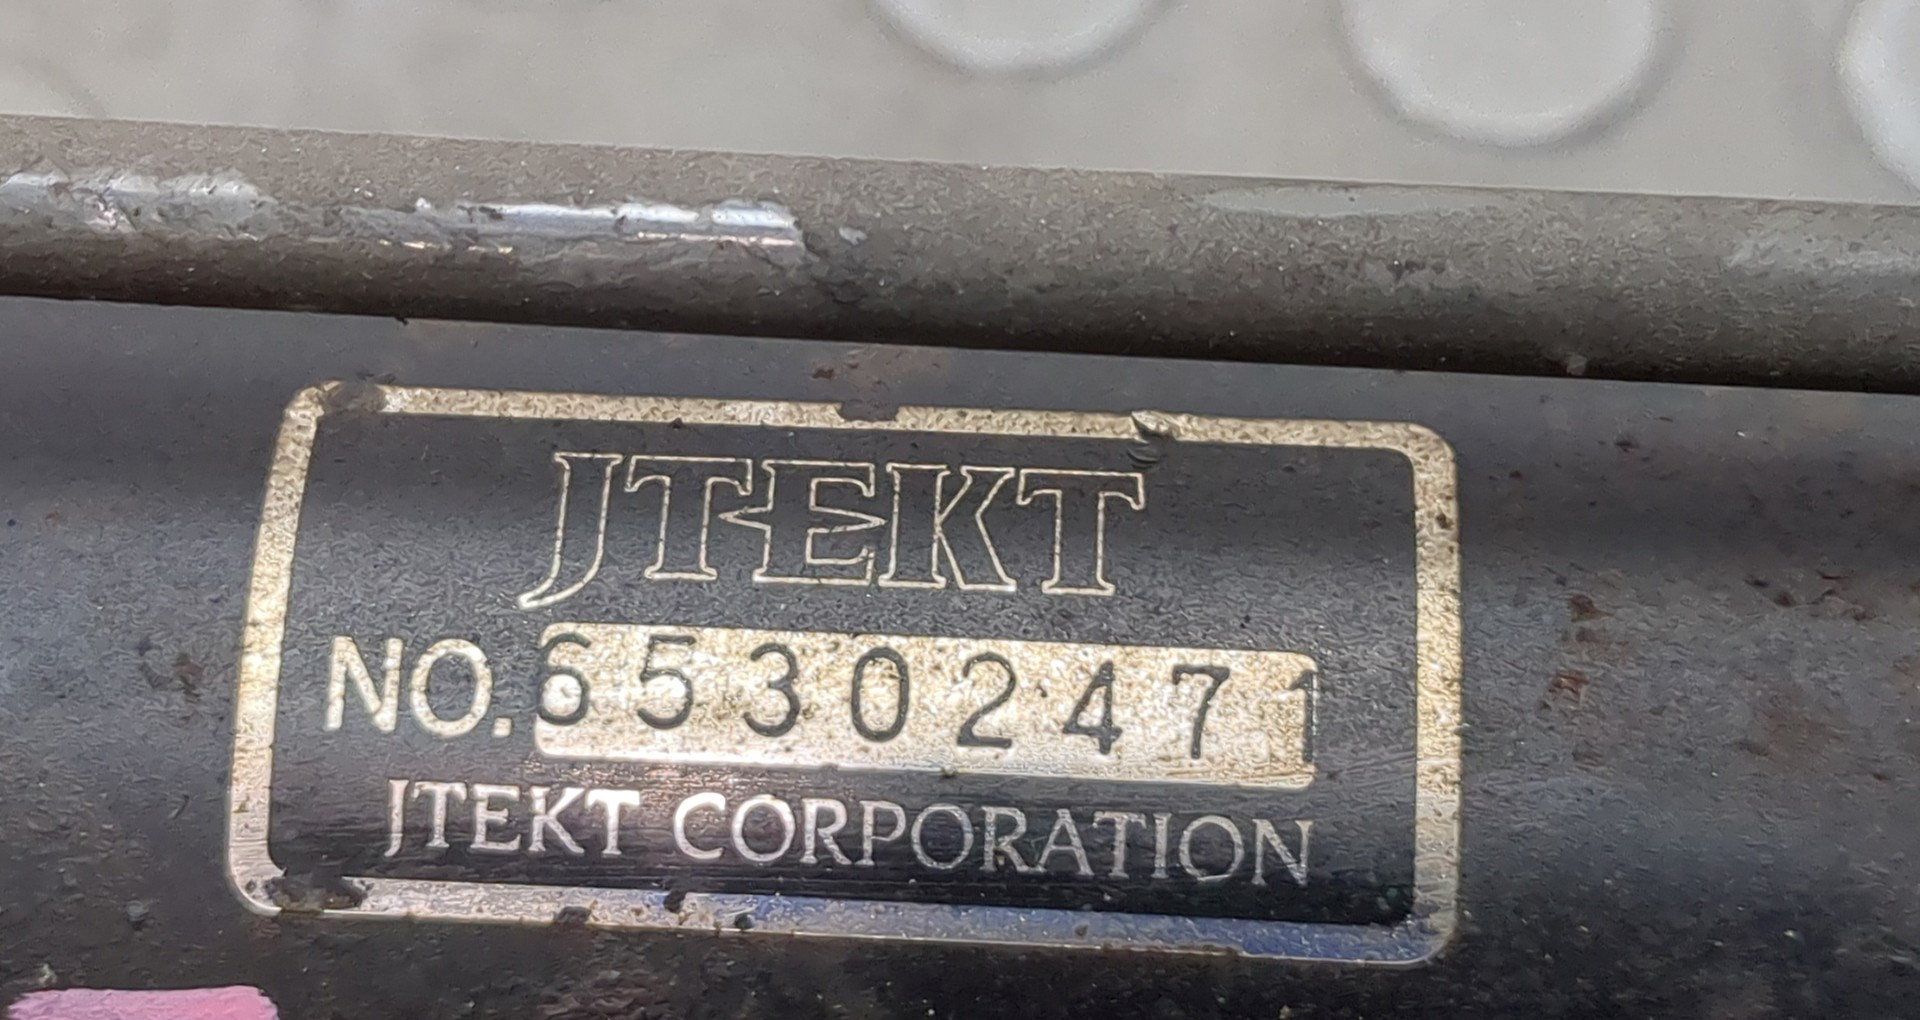 JTEKT
NO. 65302471
JTEKT CORPORATION